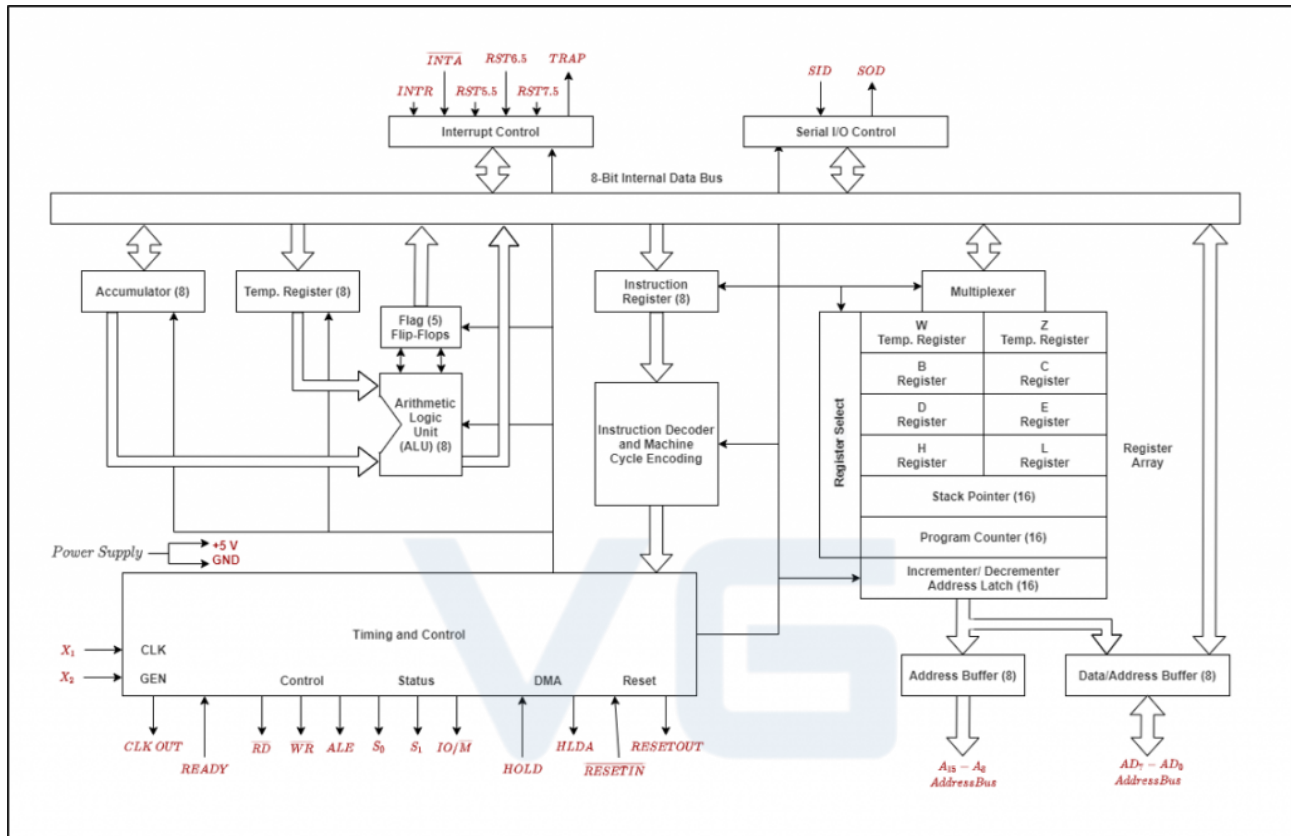 INTA RST6.5 TRAP
INTR RST5.5 RST7.5
SID SOD
Interrupt Control
Serial I/O Control
8-Bit Internal Data Bus
Accumulator (8)
Temp. Register (8)
Flag (5)
Flip-Flops
Arithmetic
Logic
Unit
(ALU) (8)
Instruction
Register (8)
Instruction Decoder
and Machine
Cycle Encoding
Multiplexer
Register Select
W
Temp. Register
Z
Temp. Register
B
Register
C
Register
D
Register
E
Register
H
Register
L
Register
Register
Array
Stack Pointer (16)
Program Counter (16)
Incrementer/ Decrementer
Address Latch (16)
Power Supply
+5 V
GND
Timing and Control
X₁ CLK
X₂ GEN
Control Status DMA Reset
CLK OUT
READY
RD WR ALE S₀ S₁ IO/M
HOLD
HLDA
RESETIN
RESETOUT
Address Buffer (8)
Data/Address Buffer (8)
A₁₅ − A₈
AddressBus
AD₇ − AD₀
AddressBus
VG